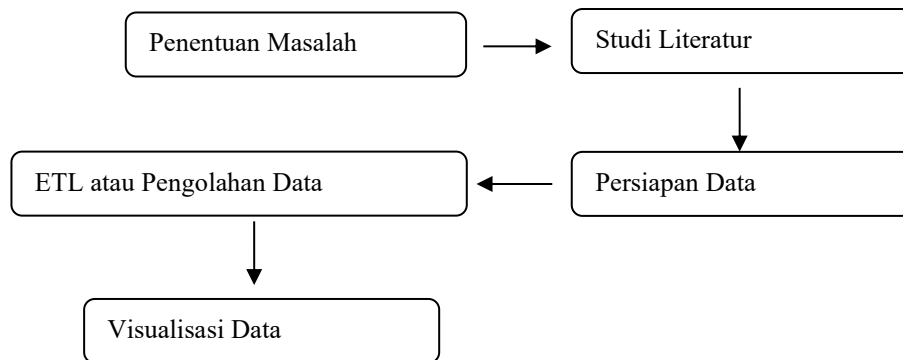 Penentuan Masalah
Studi Literatur
Persiapan Data
ETL atau Pengolahan Data
Visualisasi Data